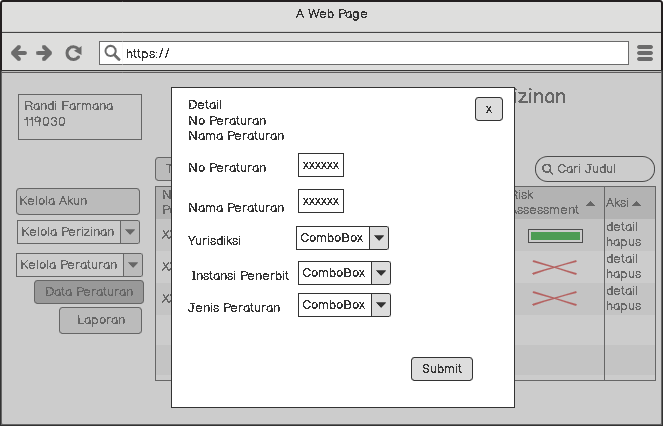 A Web Page
https://
Randi Farmana
119030
Detail
No Peraturan
Nama Peraturan
x
izinan
No Peraturan
xxxxxx
Cari Judul
Kelola Akun
Nama Peraturan
xxxxxx
Risk
Assessment
Aksi
Kelola Perizinan
Yurisdiksi
ComboBox
detail
hapus
Kelola Peraturan
Instansi Penerbit
ComboBox
detail
hapus
Data Peraturan
Jenis Peraturan
ComboBox
detail
hapus
Laporan
Submit